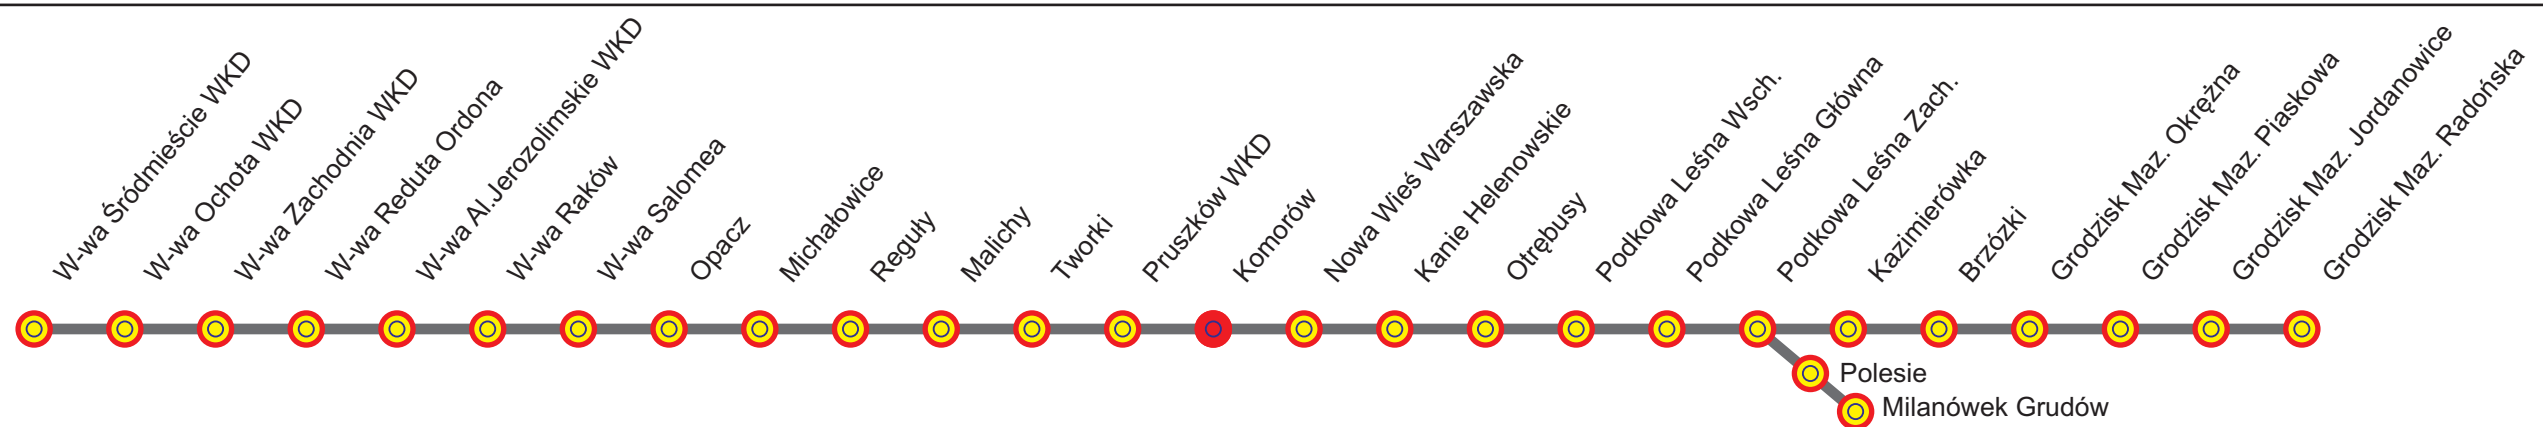 W-wa Śródmieście WKD
W-wa Ochota WKD
W-wa Zachodnia WKD
W-wa Reduta Ordona
W-wa Al.Jerozolimskie WKD
W-wa Raków
W-wa Salomea
Opacz
Michałowice
Reguły
Malichy
Tworki
Pruszków WKD
Komorów
Nowa Wieś Warszawska
Kanie Helenowskie
Otrębusy
Podkowa Leśna Wsch.
Podkowa Leśna Główna
Podkowa Leśna Zach.
Kazimierówka
Brzózki
Grodzisk Maz. Okrężna
Grodzisk Maz. Piaskowa
Grodzisk Maz. Jordanowice
Grodzisk Maz. Radońska
Polesie
Milanówek Grudów